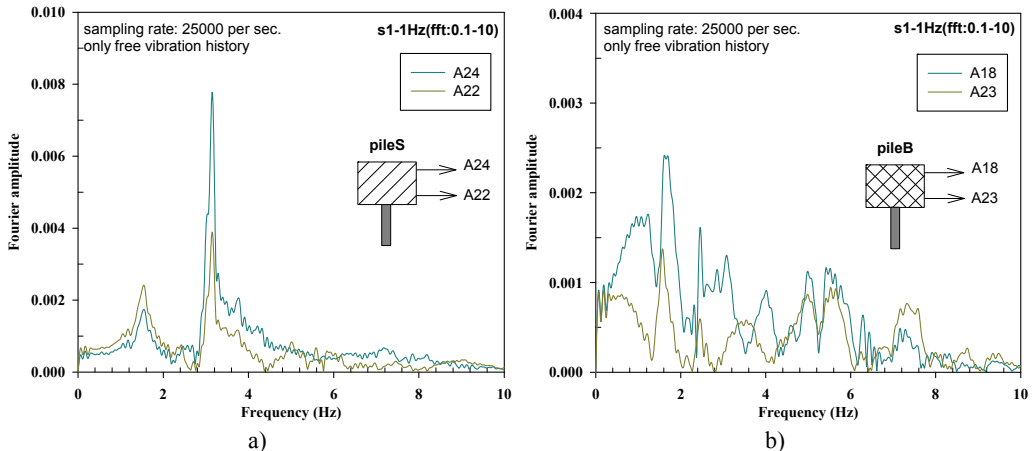 sampling rate: 25000 per sec.
only free vibration history
s1-1Hz(fft:0.1-10)
A24
A22
pileS
A24
A22
Fourier amplitude
0.010
0.008
0.006
0.004
0.002
0.000
0 2 4 6 8 10
Frequency (Hz)
a)
sampling rate: 25000 per sec.
only free vibration history
s1-1Hz(fft:0.1-10)
A18
A23
pileB
A18
A23
Fourier amplitude
0.004
0.003
0.002
0.001
0.000
0 2 4 6 8 10
Frequency (Hz)
b)